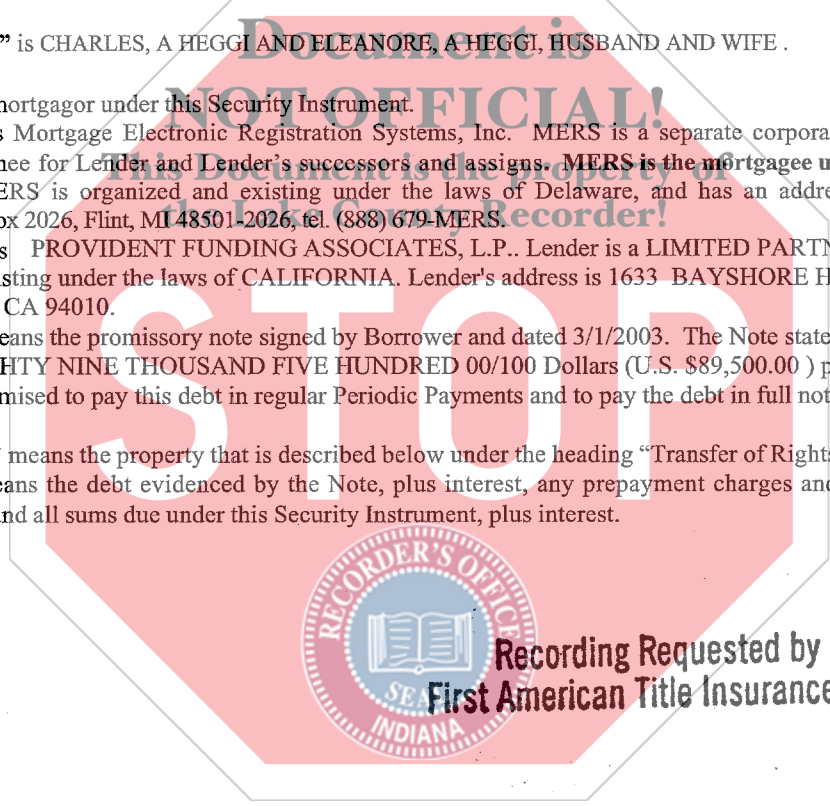 Document is
” is CHARLES, A HEGGI AND ELEANORE, A HEGGI, HUSBAND AND WIFE .
NOT OFFICIAL!
nortgagor under this Security Instrument.
s Mortgage Electronic Registration Systems, Inc. MERS is a separate corpora
This Document is the property of
nee for Lender and Lender’s successors and assigns. MERS is the mortgagee u
ERS is organized and existing under the laws of Delaware, and has an addre
the Lake County Recorder!
ox 2026, Flint, MI 48501-2026, tel. (888) 679-MERS.
s PROVIDENT FUNDING ASSOCIATES, L.P.. Lender is a LIMITED PARTN
sting under the laws of CALIFORNIA. Lender's address is 1633 BAYSHORE H
CA 94010.
eans the promissory note signed by Borrower and dated 3/1/2003. The Note state
HTY NINE THOUSAND FIVE HUNDRED 00/100 Dollars (U.S. $89,500.00 ) p
mised to pay this debt in regular Periodic Payments and to pay the debt in full not
STOP
” means the property that is described below under the heading “Transfer of Rights
eans the debt evidenced by the Note, plus interest, any prepayment charges and
nd all sums due under this Security Instrument, plus interest.
RECORDER'S OFFICE
SEAL
INDIANA
Recording Requested by
First American Title Insurance